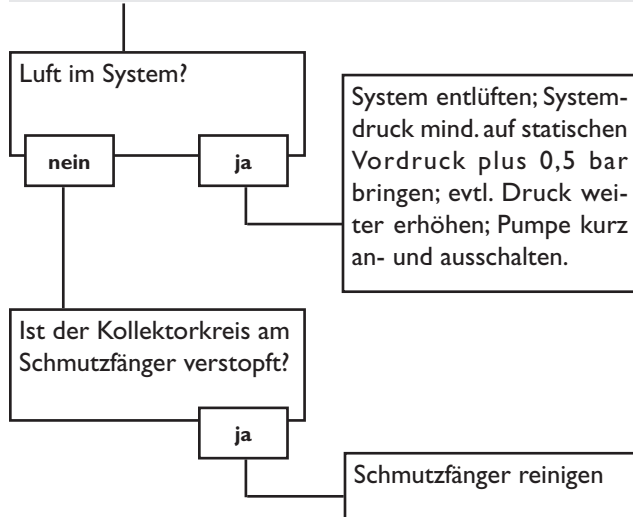 Luft im System?
nein
ja
System entlüften; System-
druck mind. auf statischen
Vordruck plus 0,5 bar
bringen; evtl. Druck wei-
ter erhöhen; Pumpe kurz
an- und ausschalten.
Ist der Kollektorkreis am
Schmutzfänger verstopft?
ja
Schmutzfänger reinigen